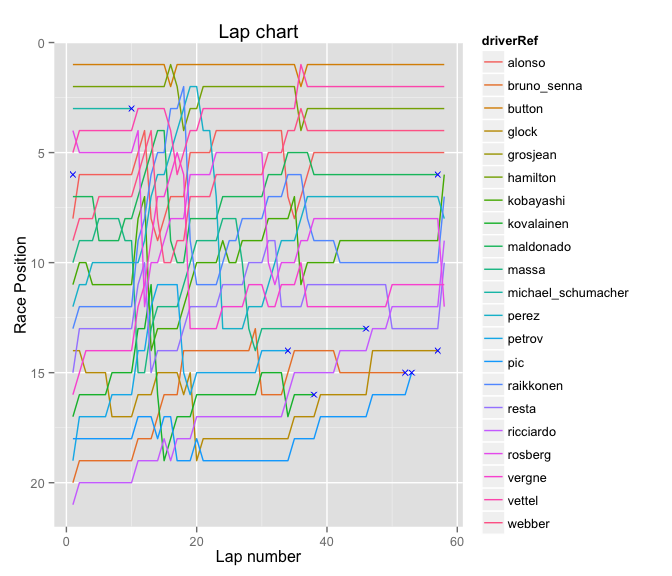 Lap chart
Race Position
0
5
10
15
20
0
20
40
60
Lap number
driverRef
alonso
bruno_senna
button
glock
grosjean
hamilton
kobayashi
kovalainen
maldonado
massa
michael_schumacher
perez
petrov
pic
raikkonen
resta
ricciardo
rosberg
vergne
vettel
webber